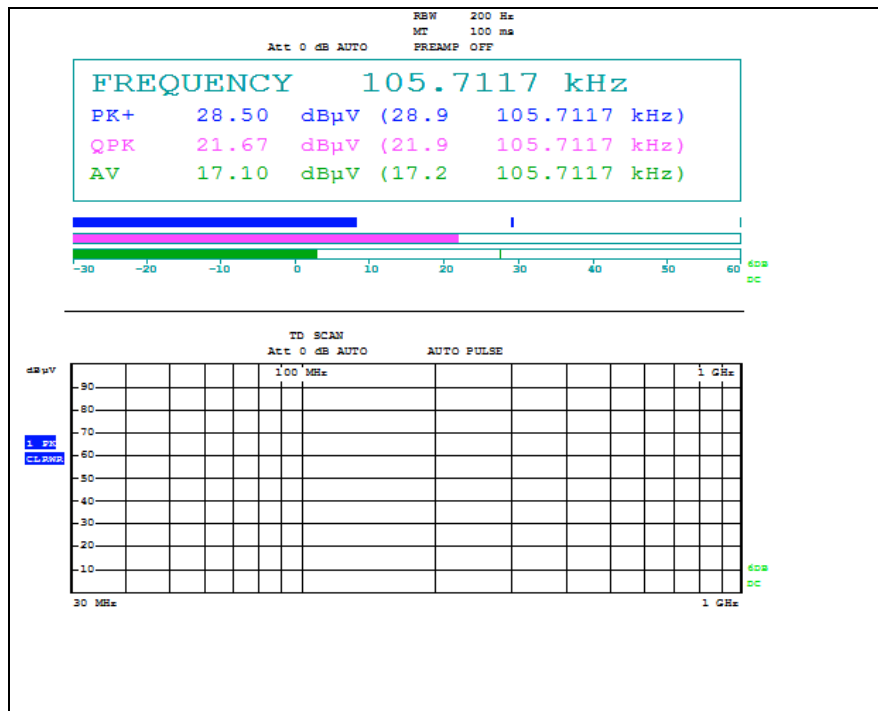 RBW 200 Hz
MT 100 ms
Att 0 dB AUTO PREAMP OFF
FREQUENCY 105.7117 kHz
PK+ 28.50 dBµV (28.9 105.7117 kHz)
QPK 21.67 dBµV (21.9 105.7117 kHz)
AV 17.10 dBµV (17.2 105.7117 kHz)
-30 -20 -10 0 10 20 30 40 50 60
6DB
DC
TD SCAN
Att 0 dB AUTO AUTO PULSE
dBµV
100 MHz 1 GHz
90
80
70
1 PK
60
CLRWR
50
40
30
20
10
6DB
DC
30 MHz 1 GHz